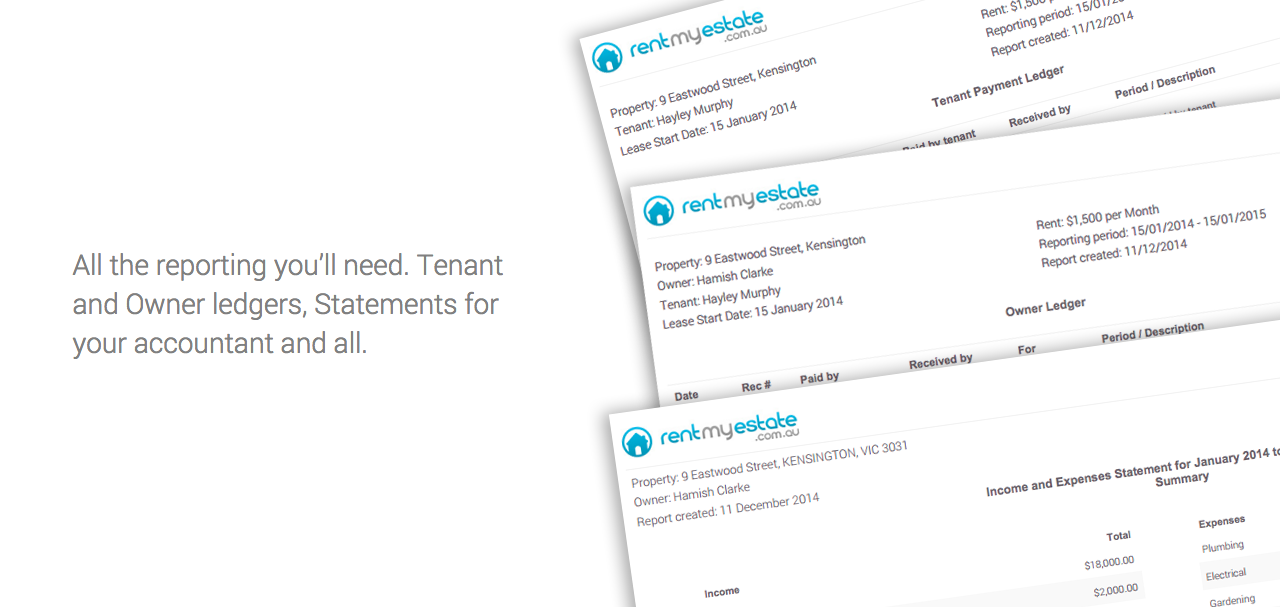 All the reporting you'll need. Tenant
and Owner ledgers, Statements for
your accountant and all.
rentmyestate
.com.au
Property: 9 Eastwood Street, Kensington
Tenant: Hayley Murphy
Lease Start Date: 15 January 2014
Rent: $1,500
Reporting period: 15/01/
Report created: 11/12/2014
Tenant Payment Ledger
Paid by tenant
Received by
Period / Description
by tenant
rentmyestate
.com.au
Property: 9 Eastwood Street, Kensington
Owner: Hamish Clarke
Tenant: Hayley Murphy
Lease Start Date: 15 January 2014
Rent: $1,500 per Month
Reporting period: 15/01/2014 - 15/01/2015
Report created: 11/12/2014
Owner Ledger
Date
Rec #
Paid by
Received by
For
Period / Description
rentmyestate
.com.au
Property: 9 Eastwood Street, KENSINGTON, VIC 3031
Owner: Hamish Clarke
Report created: 11 December 2014
Income and Expenses Statement for January 2014 to
Summary
Income
Total
$18,000.00
$2,000.00
Expenses
Plumbing
Electrical
Gardening